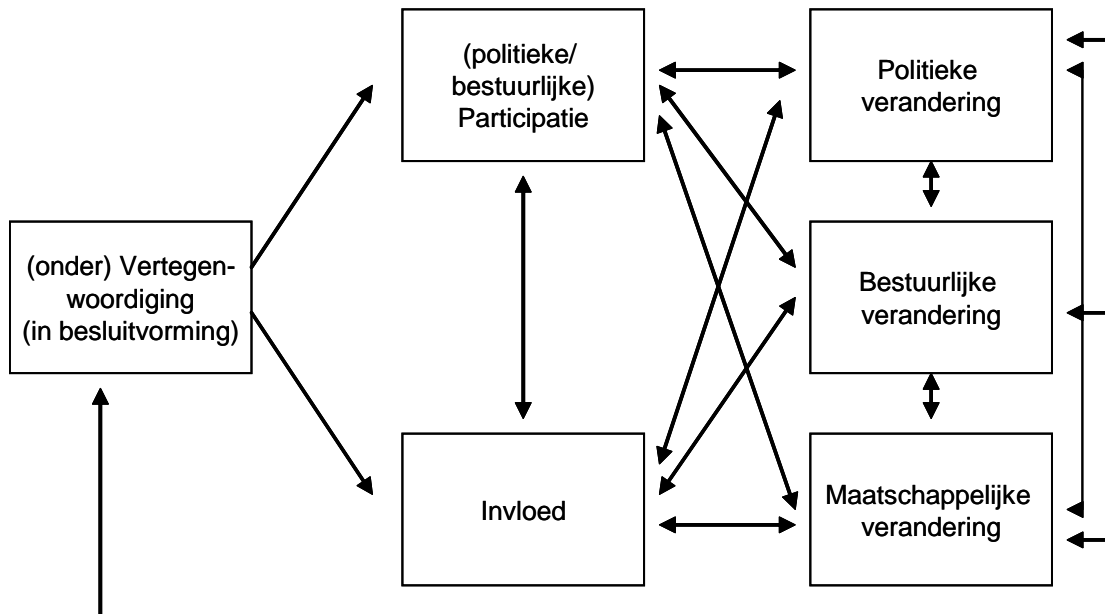 (politieke/
bestuurlijke)
Participatie
Politieke
verandering
(onder) Vertegen-
woordiging
(in besluitvorming)
Bestuurlijke
verandering
Invloed
Maatschappelijke
verandering